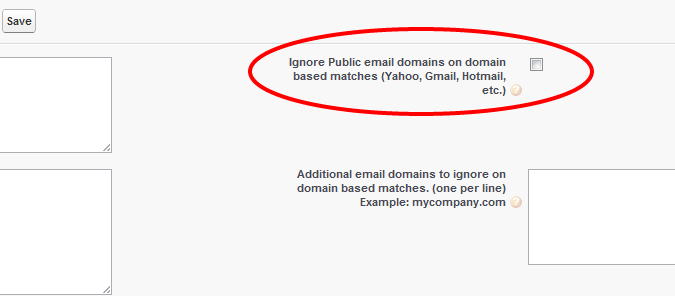 Save
Ignore Public email domains on domain
based matches (Yahoo, Gmail, Hotmail,
etc.) ?
Additional email domains to ignore on
domain based matches. (one per line)
Example: mycompany.com ?